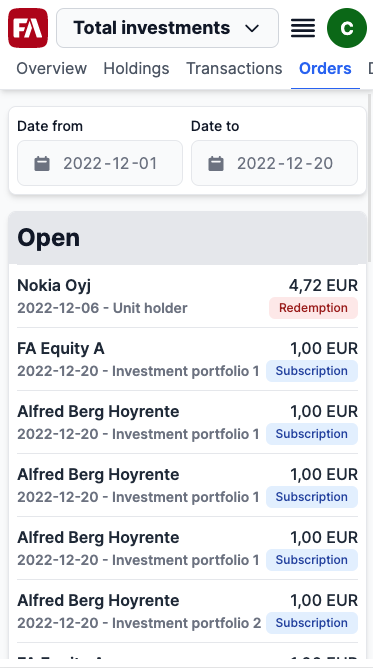 FA
Total investments
C
Overview Holdings Transactions Orders
Date from Date to
2022-12-01 2022-12-20
Open
Nokia Oyj 4,72 EUR
2022-12-06 - Unit holder Redemption
FA Equity A 1,00 EUR
2022-12-20 - Investment portfolio 1 Subscription
Alfred Berg Hoyrente 1,00 EUR
2022-12-20 - Investment portfolio 1 Subscription
Alfred Berg Hoyrente 1,00 EUR
2022-12-20 - Investment portfolio 1 Subscription
Alfred Berg Hoyrente 1,00 EUR
2022-12-20 - Investment portfolio 1 Subscription
Alfred Berg Hoyrente 1,00 EUR
2022-12-20 - Investment portfolio 2 Subscription